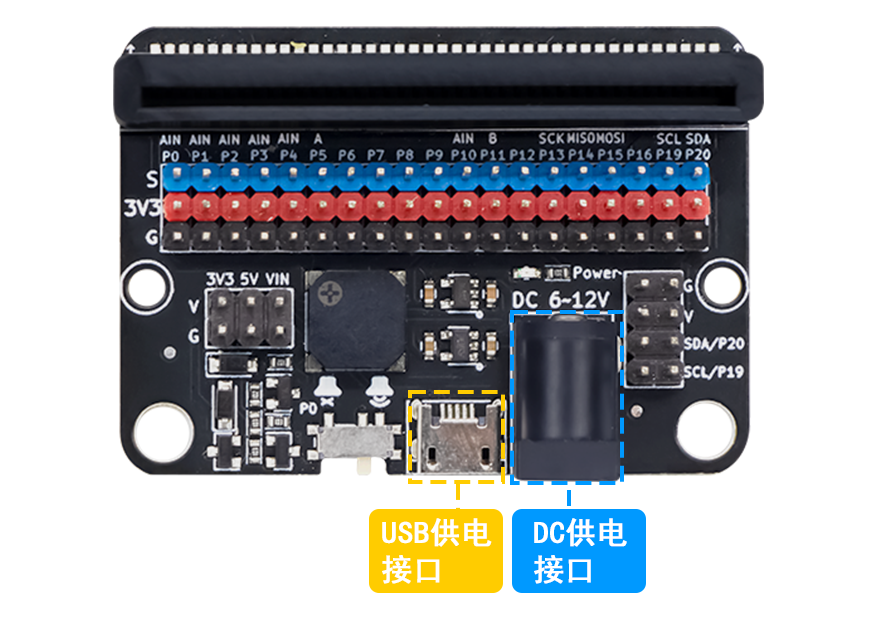 AIN AIN AIN AIN AIN A AIN B SCK MISO MOSI SCL SDA
P0 P1 P2 P3 P4 P5 P6 P7 P8 P9 P10 P11 P12 P13 P14 P15 P16 P19 P20
S
3V3
G
3V3 5V VIN
V
G
Power
DC 6~12V
G
V
SDA/P20
SCL/P19
P0
USB供电
接口
DC供电
接口